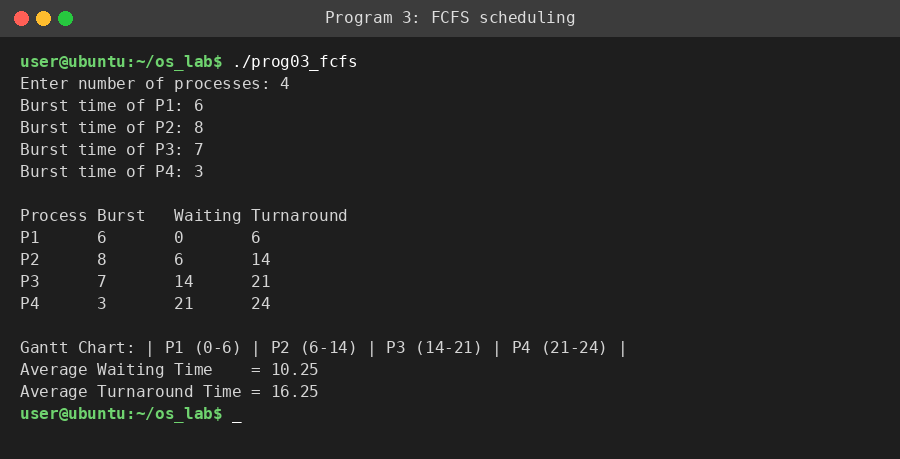 Program 3: FCFS scheduling
user@ubuntu:~/os_lab$ ./prog03_fcfs
Enter number of processes: 4
Burst time of P1: 6
Burst time of P2: 8
Burst time of P3: 7
Burst time of P4: 3

Process Burst   Waiting Turnaround
P1      6       0       6
P2      8       6       14
P3      7       14      21
P4      3       21      24

Gantt Chart: | P1 (0-6) | P2 (6-14) | P3 (14-21) | P4 (21-24) |
Average Waiting Time    = 10.25
Average Turnaround Time = 16.25
user@ubuntu:~/os_lab$ _